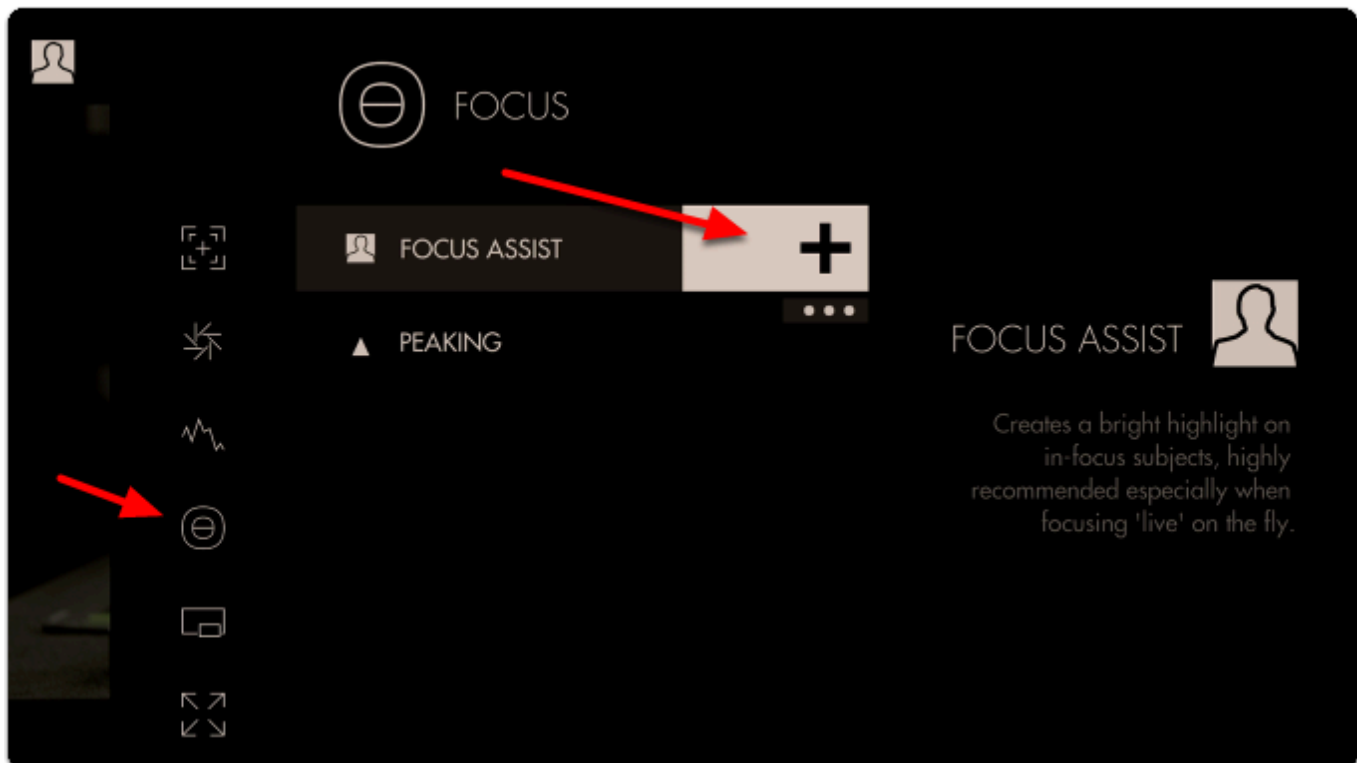 FOCUS
FOCUS ASSIST
PEAKING
FOCUS ASSIST
Creates a bright highlight on
in-focus subjects, highly
recommended especially when
focusing 'live' on the fly.